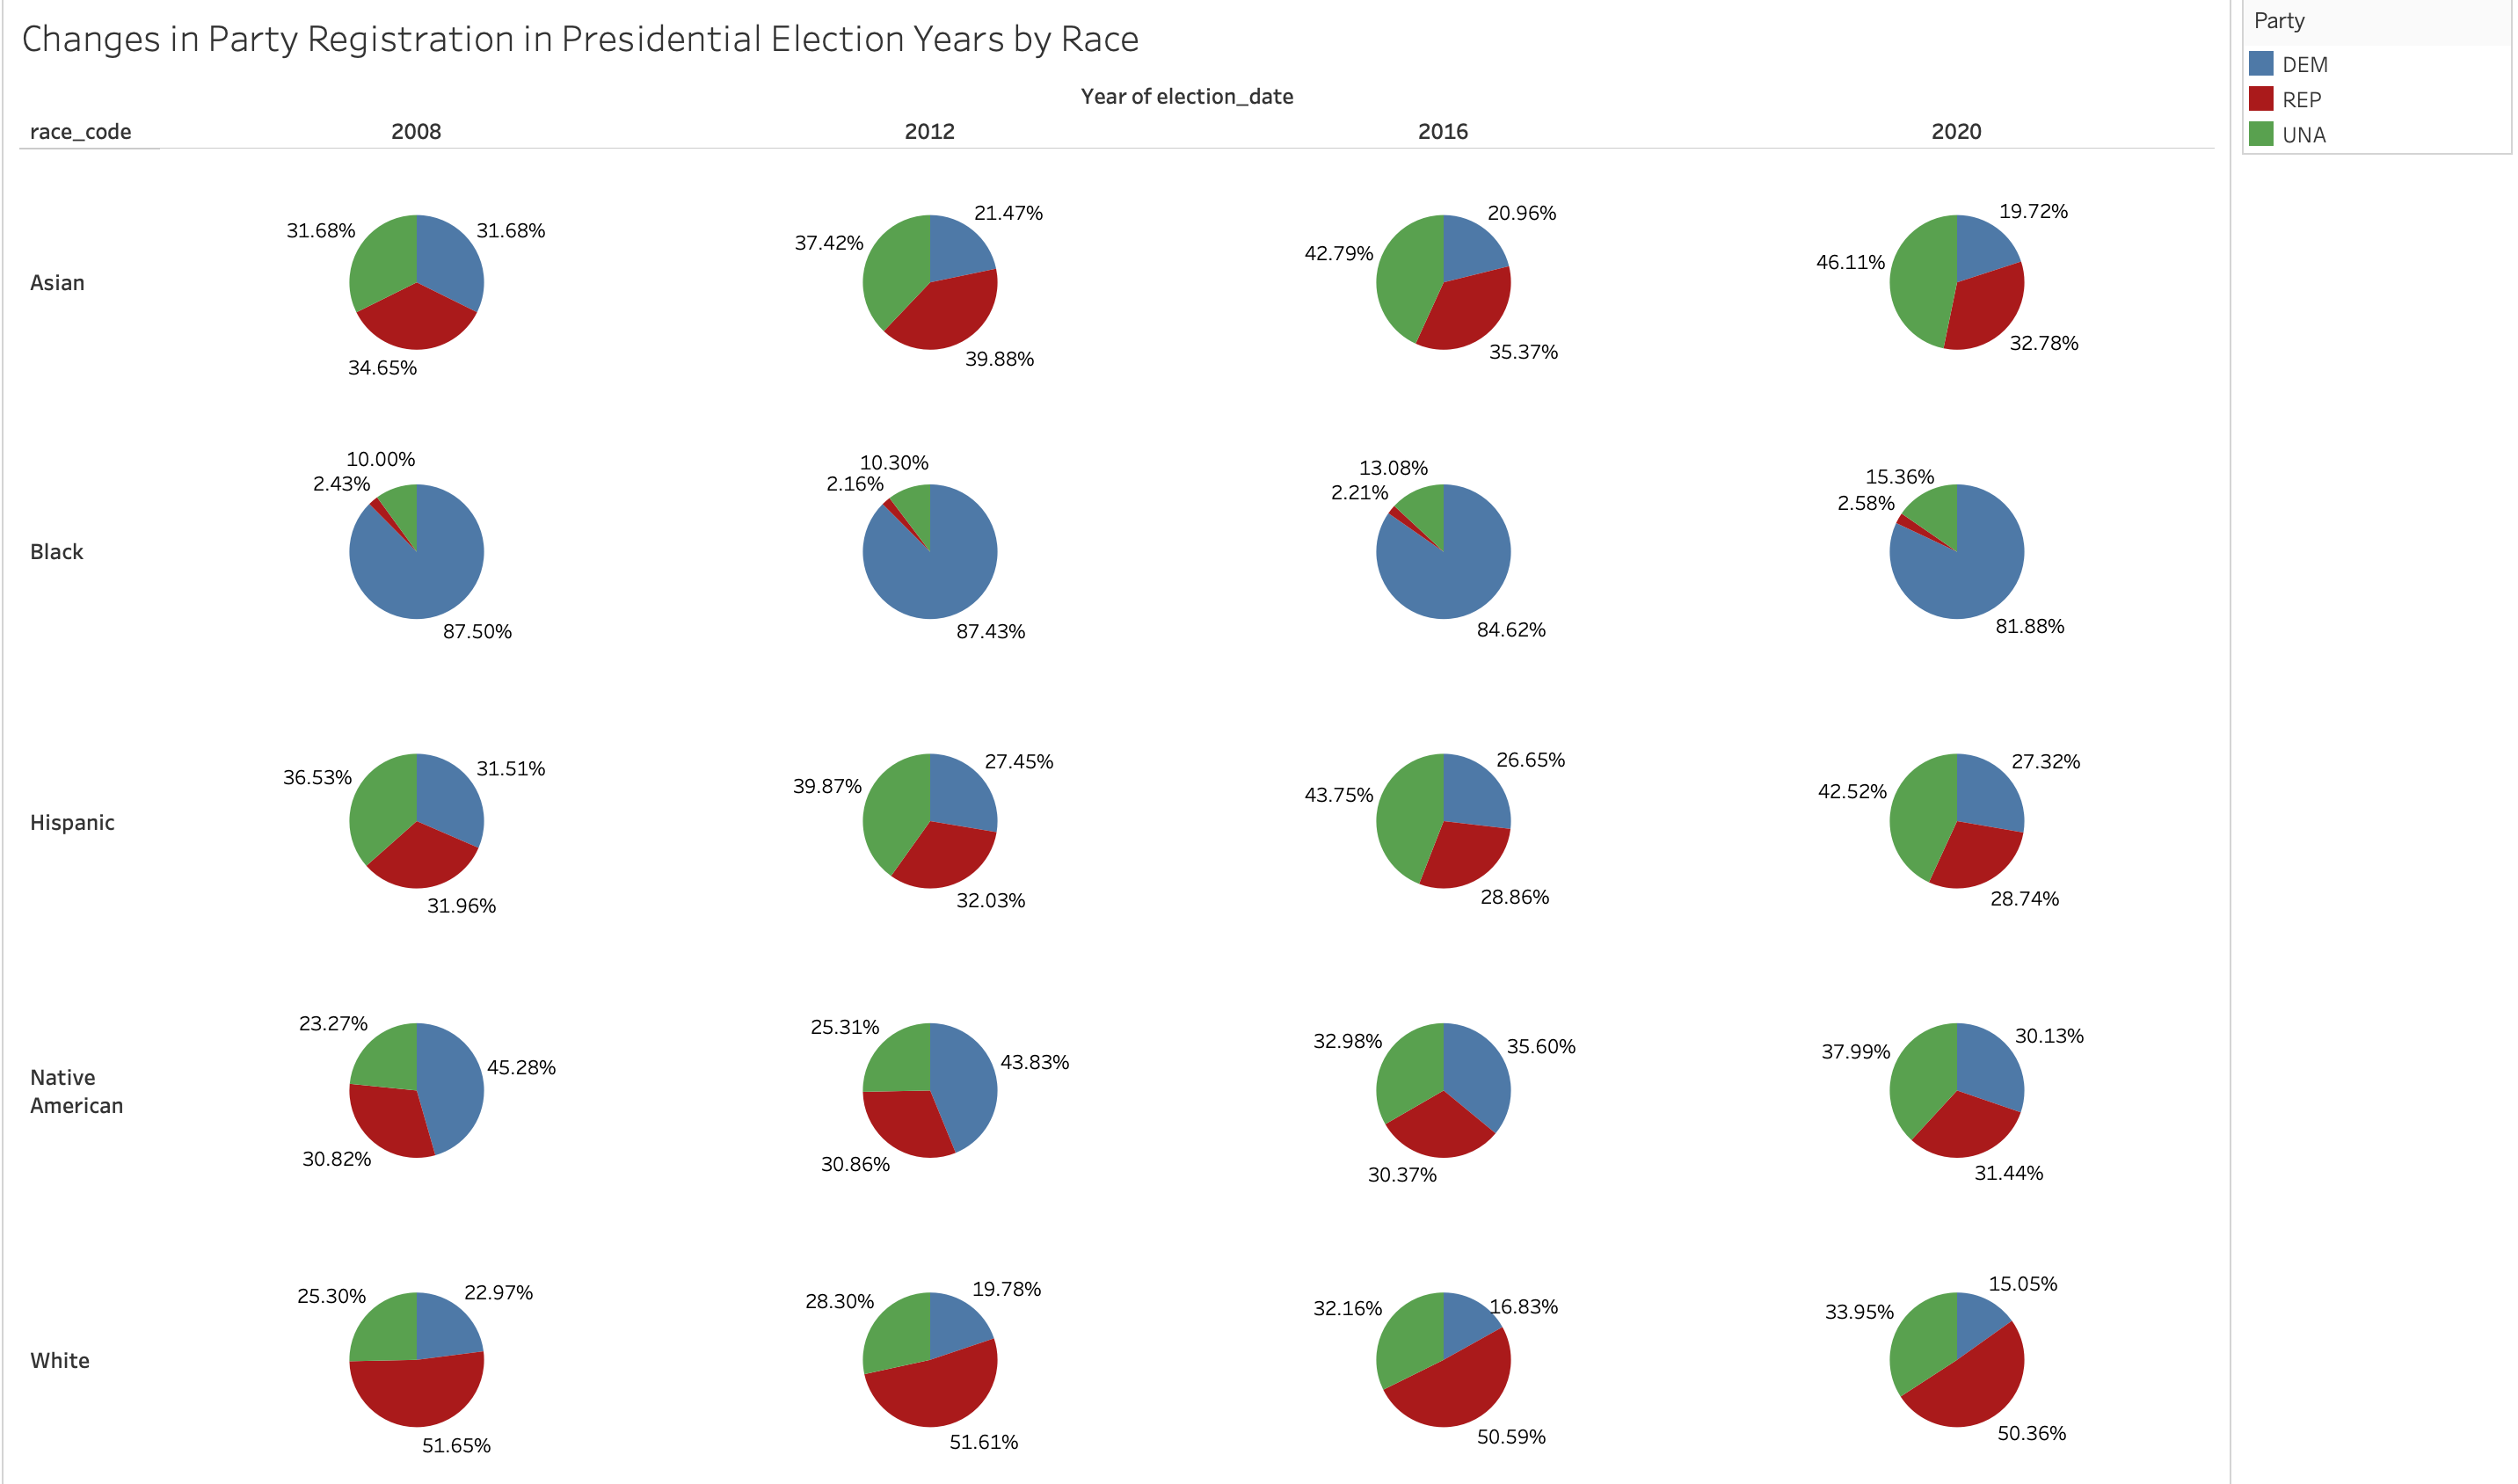 Changes in Party Registration in Presidential Election Years by Race
Party
DEM
REP
UNA
Year of election_date
race_code 2008 2012 2016 2020
Asian
31.68% 31.68% 34.65%
21.47% 37.42% 39.88%
20.96% 42.79% 35.37%
19.72% 46.11% 32.78%
Black
10.00% 2.43% 87.50%
10.30% 2.16% 87.43%
13.08% 2.21% 84.62%
15.36% 2.58% 81.88%
Hispanic
36.53% 31.51% 31.96%
27.45% 39.87% 32.03%
26.65% 43.75% 28.86%
27.32% 42.52% 28.74%
Native
American
23.27% 45.28% 30.82%
25.31% 43.83% 30.86%
32.98% 35.60% 30.37%
30.13% 37.99% 31.44%
White
25.30% 22.97% 51.65%
19.78% 28.30% 51.61%
32.16% 16.83% 50.59%
15.05% 33.95% 50.36%